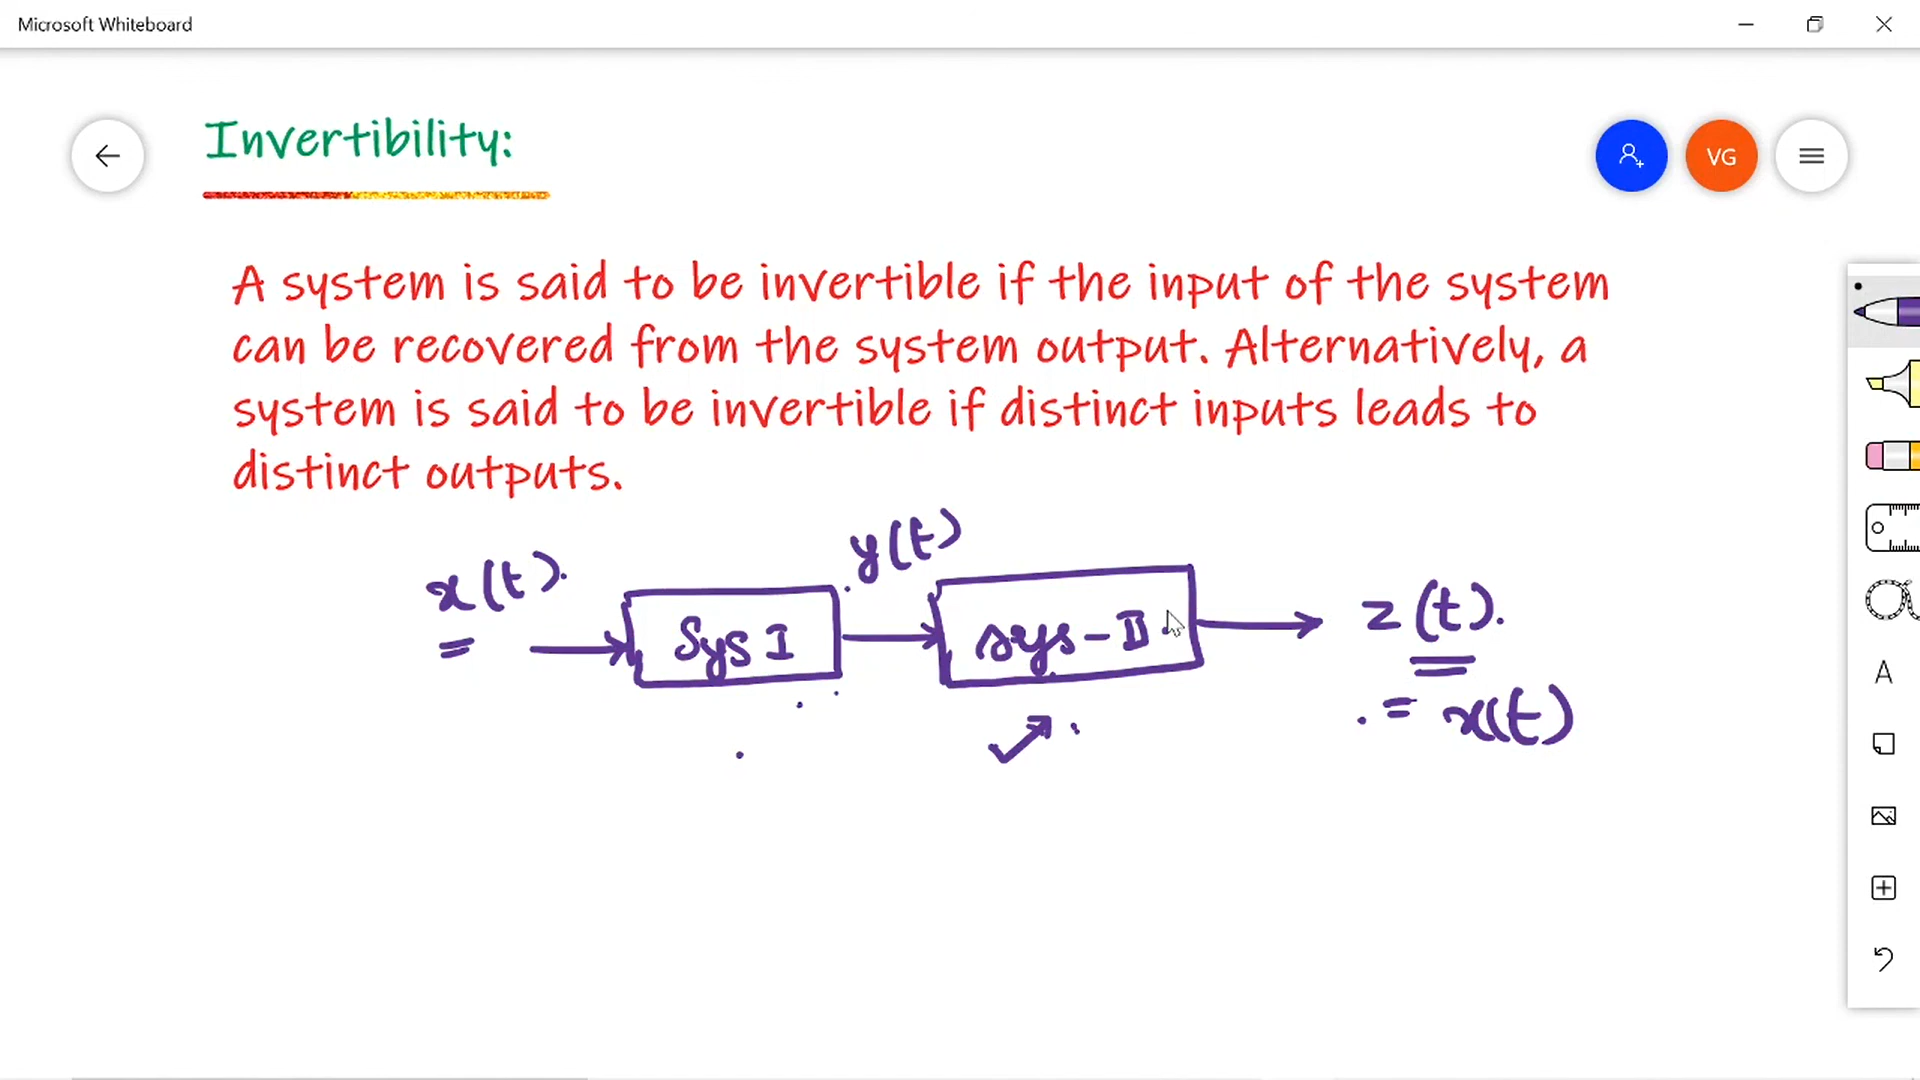 Microsoft Whiteboard
Invertibility:
VG
A system is said to be invertible if the input of the system
can be recovered from the system output. Alternatively, a
system is said to be invertible if distinct inputs leads to
distinct outputs.
x(t).
=
Sys I
y(t)
sys-II
z(t).
= x(t)
A